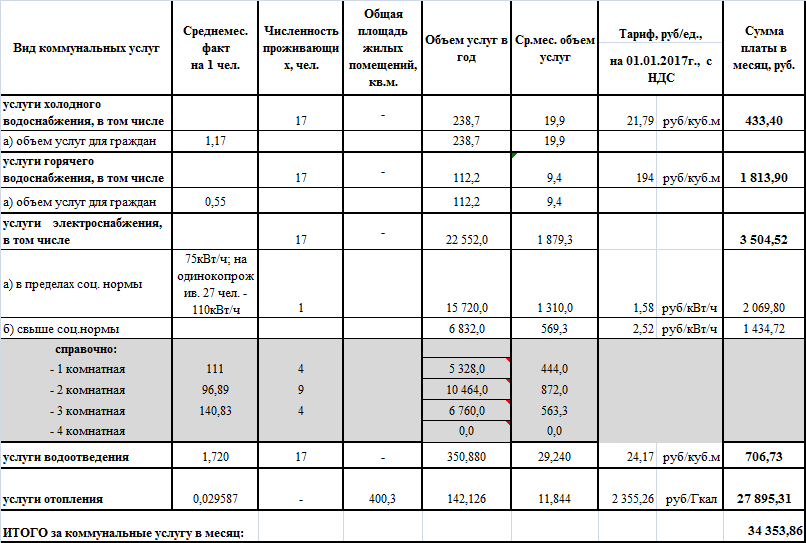 Вид коммунальных услуг | Среднемес. факт на 1 чел. | Численность проживающих, чел. | Общая площадь жилых помещений, кв.м. | Объем услуг в год | Ср.мес. объем услуг | Тариф, руб/ед., на 01.01.2017г., с НДС | Сумма платы в месяц, руб.
услуги холодного водоснабжения, в том числе | 17 | - | 238,7 | 19,9 | 21,79 руб/куб.м | 433,40
а) объем услуг для граждан | 1,17 | 238,7 | 19,9
услуги горячего водоснабжения, в том числе | 17 | - | 112,2 | 9,4 | 194 руб/куб.м | 1 813,90
а) объем услуг для граждан | 0,55 | 112,2 | 9,4
услуги электроснабжения, в том числе | 17 | - | 22 552,0 | 1 879,3 | 3 504,52
а) в пределах соц. нормы | 75кВт/ч; на одинокопрожив. 27 чел. - 110кВт/ч | 1 | 15 720,0 | 1 310,0 | 1,58 руб/кВт/ч | 2 069,80
б) свыше соц.нормы | 6 832,0 | 569,3 | 2,52 руб/кВт/ч | 1 434,72
справочно:
- 1 комнатная | 111 | 4 | 5 328,0 | 444,0
- 2 комнатная | 96,89 | 9 | 10 464,0 | 872,0
- 3 комнатная | 140,83 | 4 | 6 760,0 | 563,3
- 4 комнатная | 0,0 | 0,0
услуги водоотведения | 1,720 | 17 | - | 350,880 | 29,240 | 24,17 руб/куб.м | 706,73
услуги отопления | 0,029587 | - | 400,3 | 142,126 | 11,844 | 2 355,26 руб/Гкал | 27 895,31
ИТОГО за коммунальные услугу в месяц: | 34 353,86